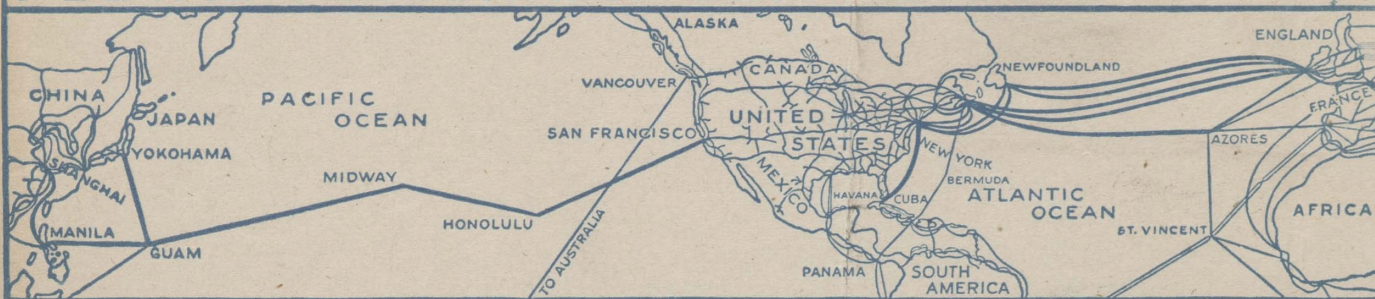 ALASKA
ENGLAND
CANADA
NEWFOUNDLAND
VANCOUVER
CHINA
PACIFIC
OCEAN
FRANCE
JAPAN
UNITED
STATES
SAN FRANCISCO
AZORES
YOKOHAMA
NEW YORK
SHANGHAI
MIDWAY
MEXICO
BERMUDA
HAVANA
CUBA
ATLANTIC
OCEAN
AFRICA
HONOLULU
MANILA
ST. VINCENT
GUAM
TO AUSTRALIA
PANAMA
SOUTH
AMERICA